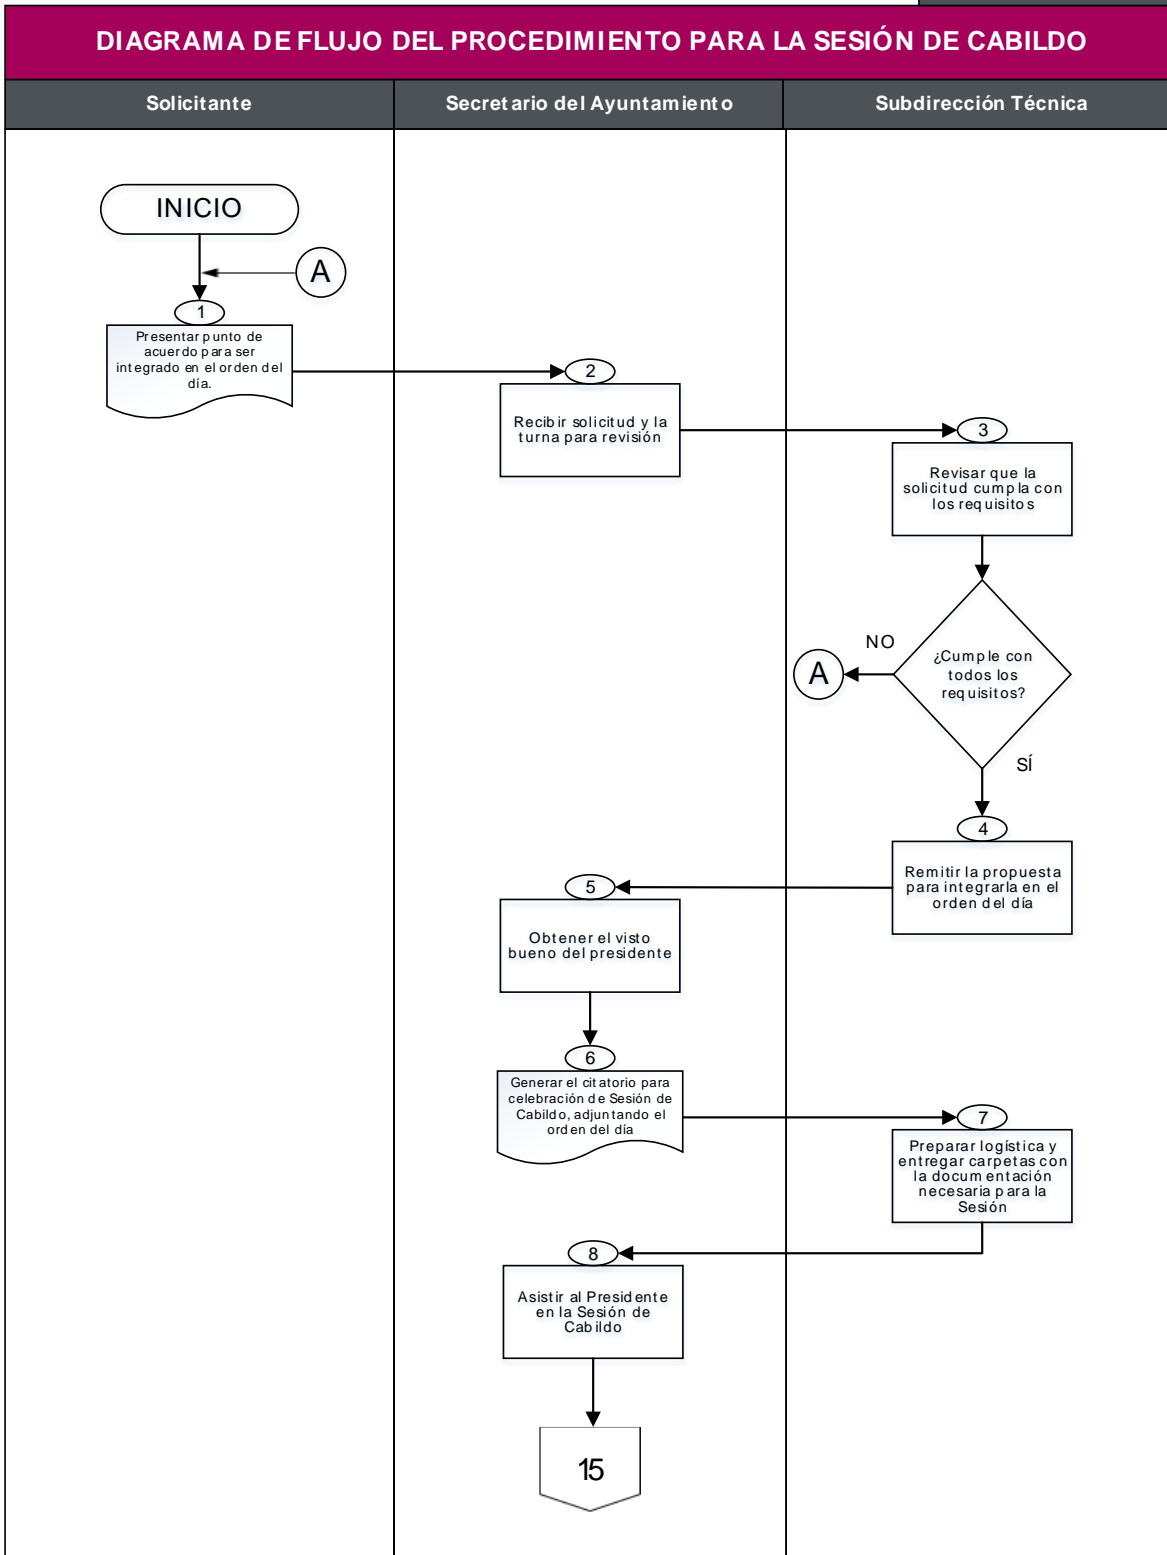 DIAGRAMA DE FLUJO DEL PROCEDIMIENTO PARA LA SESIÓN DE CABILDO
Solicitante
Secretario del Ayuntamiento
Subdirección Técnica
INICIO
A
1
Presentar punto de
acuerdo para ser
integrado en el orden del
día.
2
Recibir solicitud y la
turna para revisión
3
Revisar que la
solicitud cumpla con
los requisitos
¿Cumple con
todos los
requisitos?
NO
A
SÍ
4
Remitir la propuesta
para integrarla en el
orden del día
5
Obtener el visto
bueno del presidente
6
Generar el citatorio para
celebración de Sesión de
Cabildo, adjuntando el
orden del día
7
Preparar logística y
entregar carpetas con
la documentación
necesaria para la
Sesión
8
Asistir al Presidente
en la Sesión de
Cabildo
15